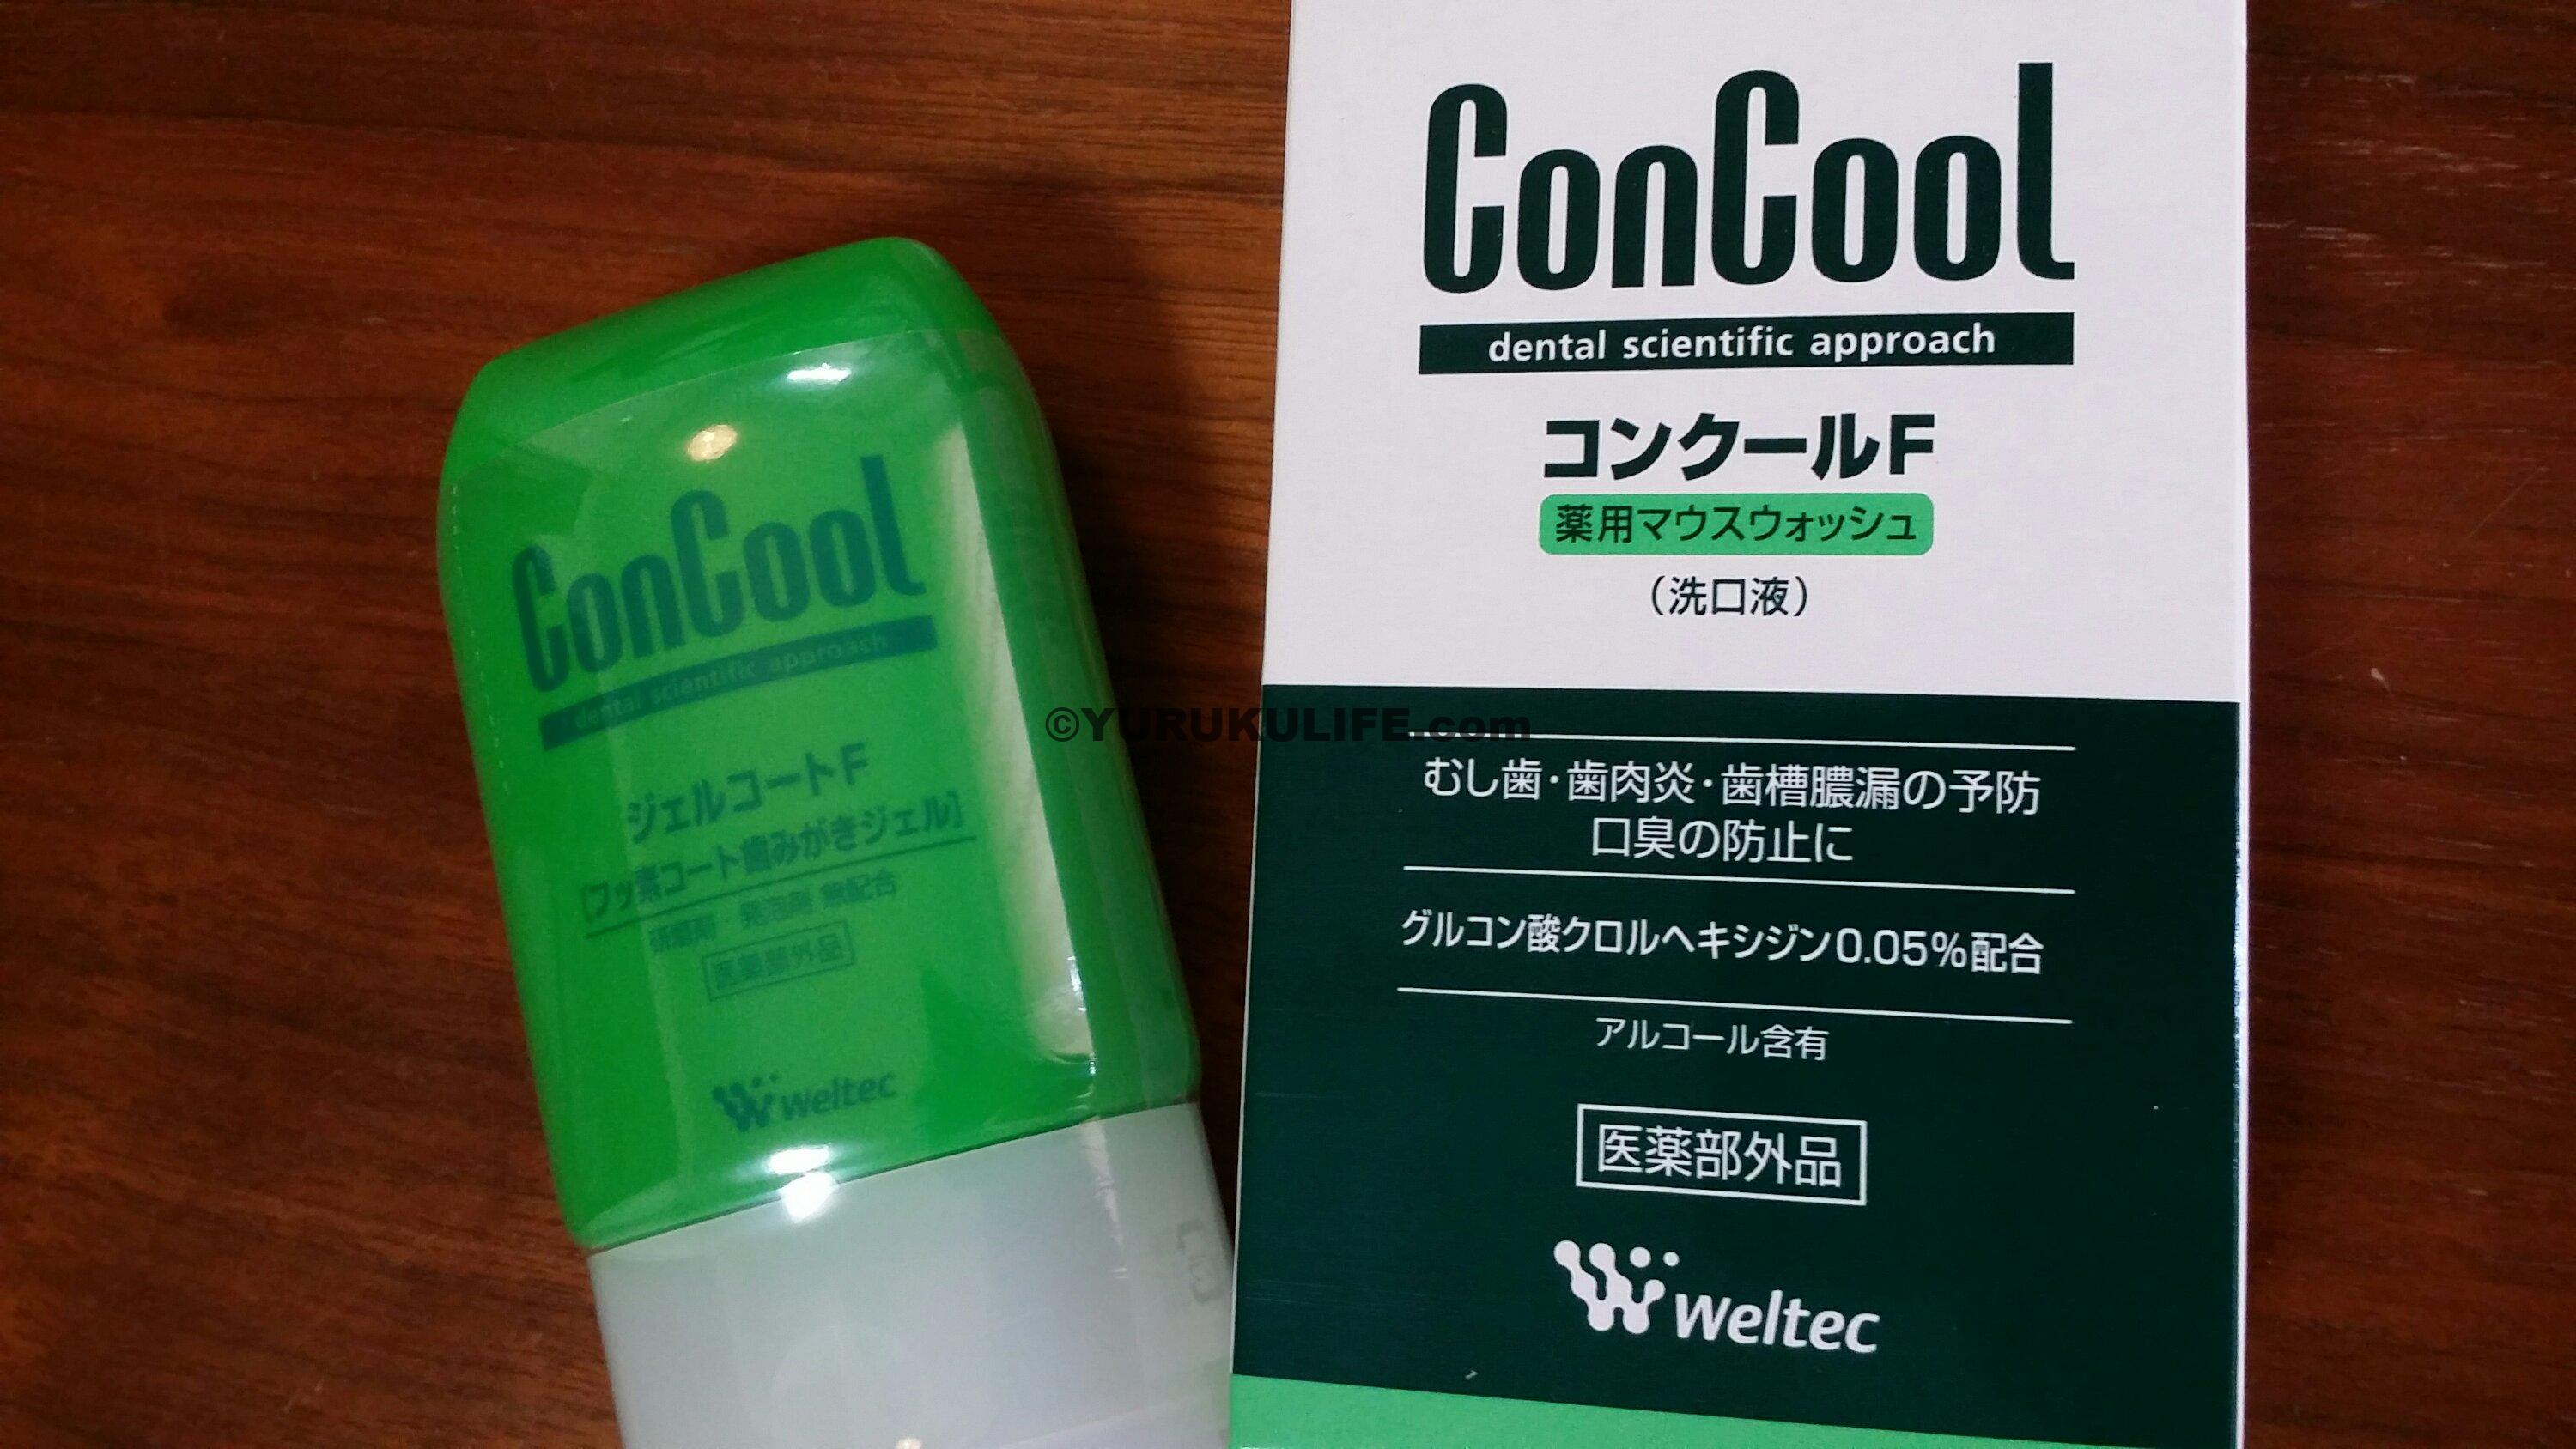 ConCool
dental scientific approach
ジェルコートF
[フッ素コート歯みがきジェル]
研磨剤・発泡剤 無配合
医薬部外品
weltec
ConCool
dental scientific approach
コンクールF
薬用マウスウォッシュ
(洗口液)
©YURUKULIFE.com
むし歯・歯肉炎・歯槽膿漏の予防
口臭の防止に
グルコン酸クロルヘキシジン0.05%配合
アルコール含有
医薬部外品
weltec